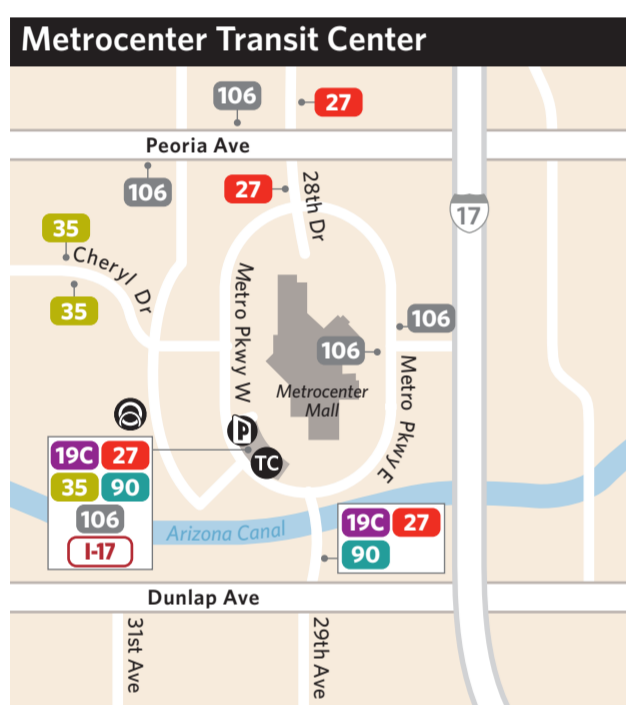 Metrocenter Transit Center
106
27
Peoria Ave
106
27
28th Dr
17
35
Cheryl Dr
35
Metro Pkwy W
106
106
Metrocenter
Mall
Metro Pkwy E
P
TC
19C 27
35 90
106
I-17
19C 27
90
Arizona Canal
Dunlap Ave
31st Ave
29th Ave